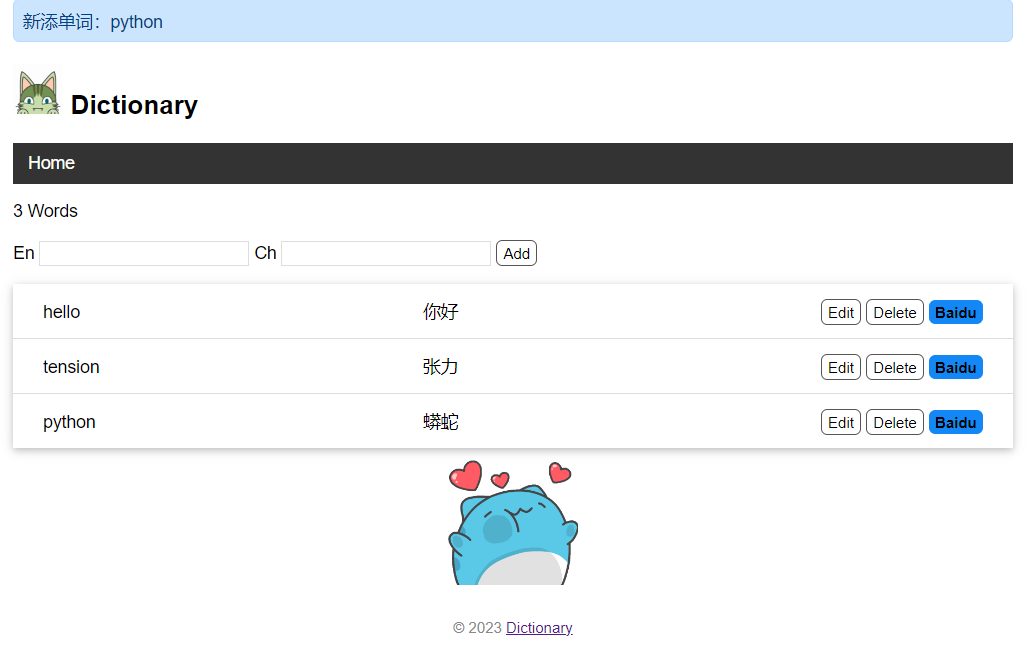 新添单词：python
Dictionary
Home
3 Words
En Ch Add
hello 你好 Edit Delete Baidu
tension 张力 Edit Delete Baidu
python 蟒蛇 Edit Delete Baidu
© 2023 Dictionary